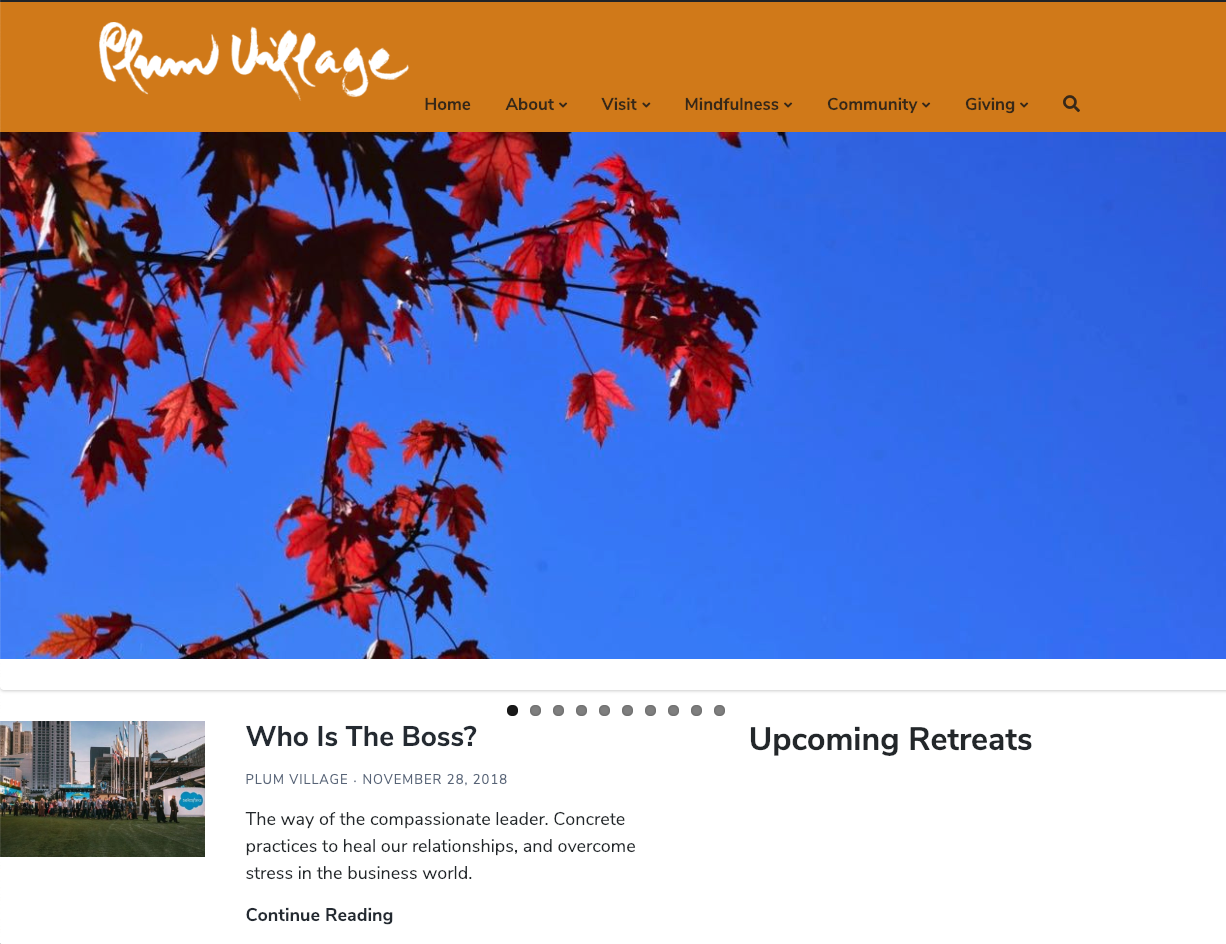 Plum Village
Home About Visit Mindfulness Community Giving
Who Is The Boss?
PLUM VILLAGE · NOVEMBER 28, 2018
The way of the compassionate leader. Concrete
practices to heal our relationships, and overcome
stress in the business world.
Continue Reading
Upcoming Retreats